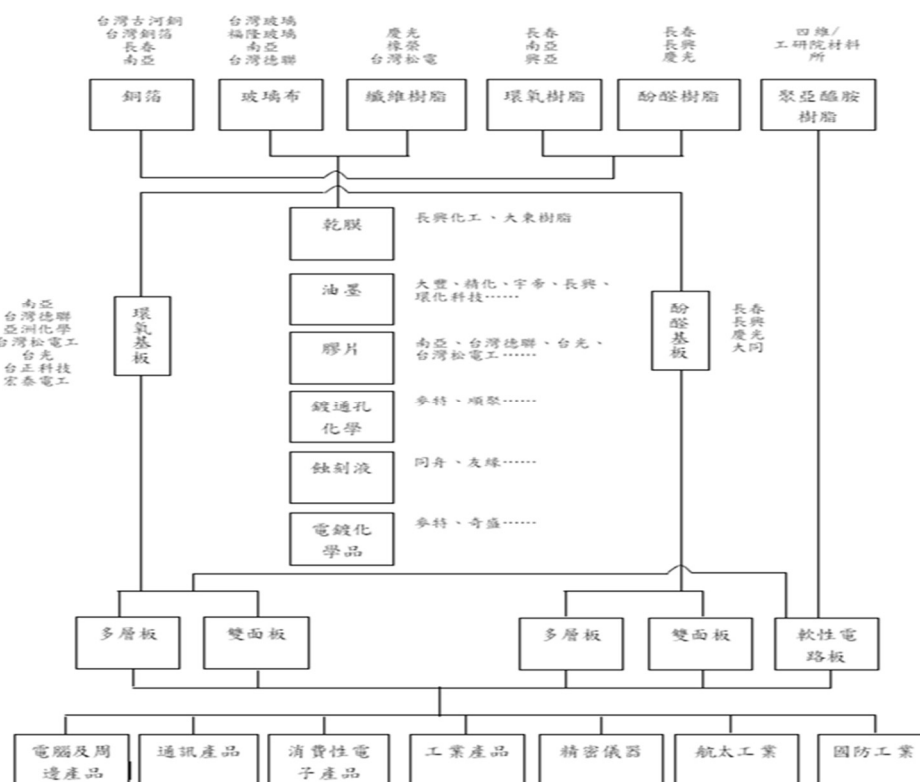 台灣古河銅
台灣銅箔
長春
南亞
台灣玻璃
福隆玻璃
南亞
台灣德聯
慶光
榛榮
台灣松電
長春
南亞
興亞
長春
長興
慶光
四維/
工研院材料
所
銅箔
玻璃布
纖維樹脂
環氧樹脂
酚醛樹脂
聚亞醯胺
樹脂
乾膜
長興化工、大東樹脂
油墨
大豐、精化、宇帝、長興、
環化科技……
膠片
南亞、台灣德聯、台光、
台灣松電工……
鍍通孔
化學
麥特、順聚……
蝕刻液
同舟、友緣……
電鍍化
學品
麥特、奇盛……
南亞
台灣德聯
亞洲化學
台灣松電工
台光
台正科技
宏泰電工
環氧基板
酚醛基板
長春
長興
慶光
大同
多層板
雙面板
多層板
雙面板
軟性電
路板
電腦及周
邊產品
通訊產品
消費性電
子產品
工業產品
精密儀器
航太工業
國防工業